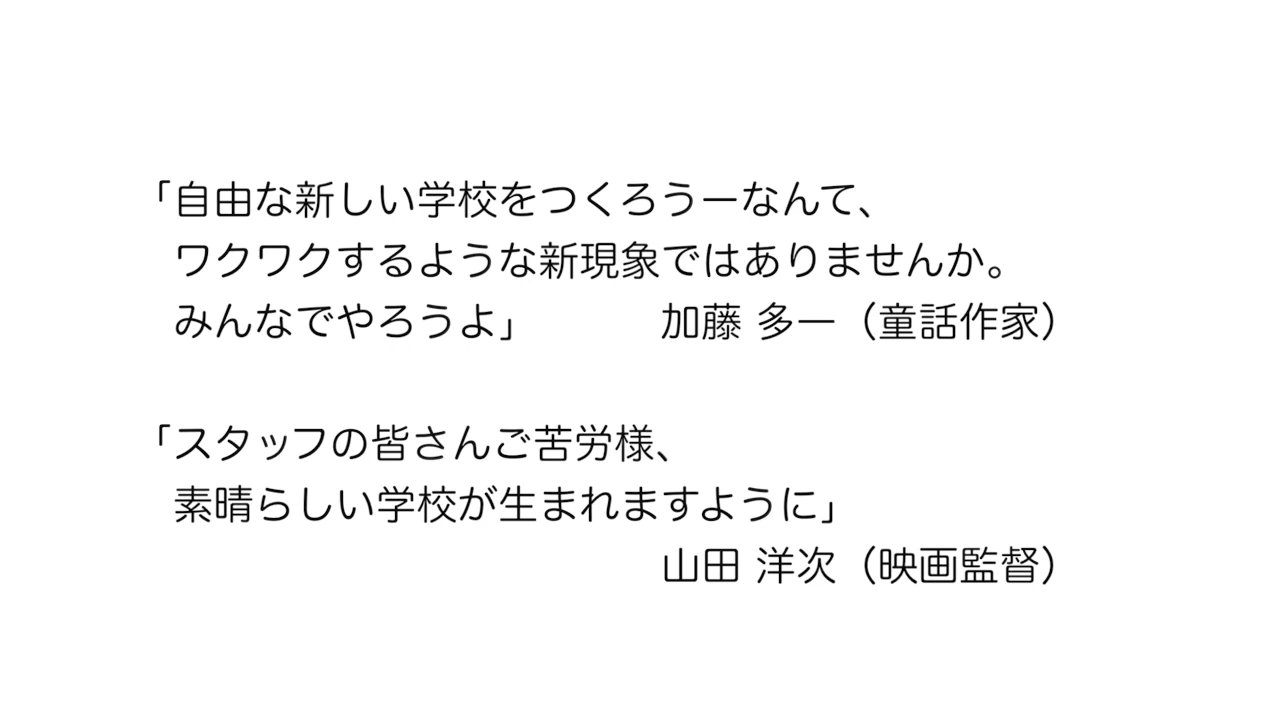 「自由な新しい学校をつくろうーなんて、
ワクワクするような新現象ではありませんか。
みんなでやろうよ」 加藤 多一（童話作家）
「スタッフの皆さんご苦労様、
素晴らしい学校が生まれますように」
山田 洋次（映画監督）